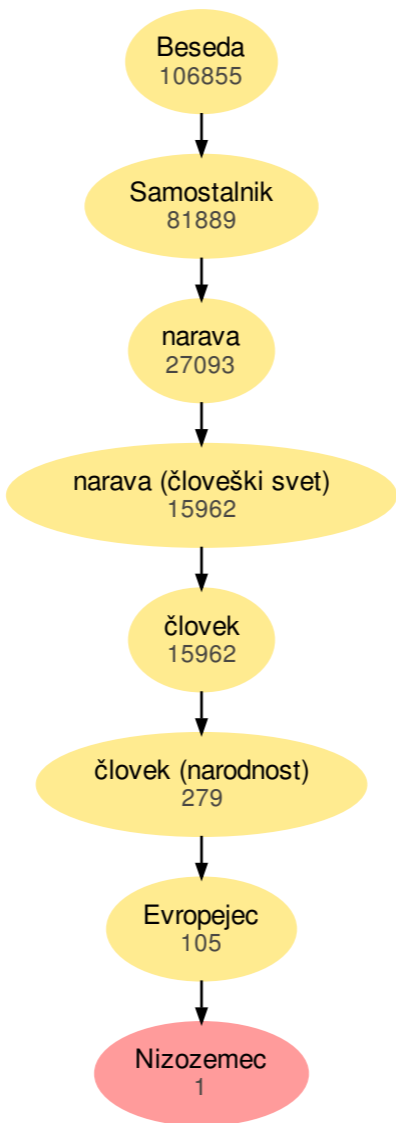 Beseda
106855
Samostalnik
81889
narava
27093
narava (človeški svet)
15962
človek
15962
človek (narodnost)
279
Evropejec
105
Nizozemec
1